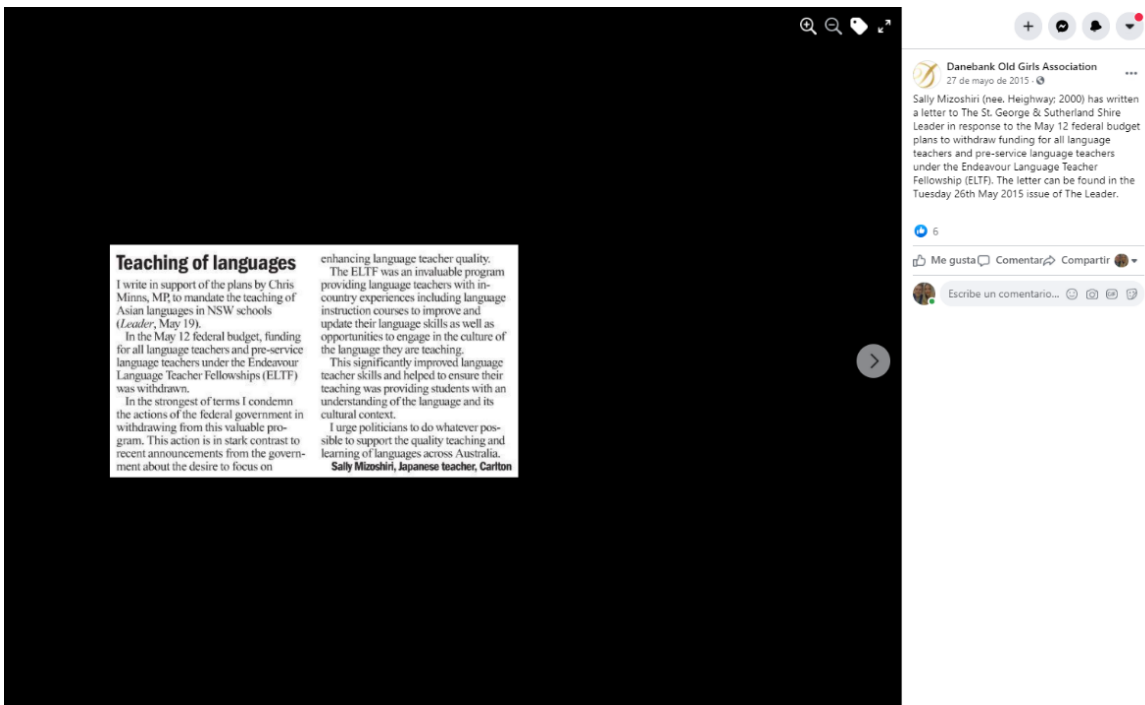 Teaching of languages
I write in support of the plans by Chris
Minns, MP, to mandate the teaching of
Asian languages in NSW schools
(Leader, May 19).
In the May 12 federal budget, funding
for all language teachers and pre-service
language teachers under the Endeavour
Language Teacher Fellowships (ELTF)
was withdrawn.
In the strongest of terms I condemn
the actions of the federal government in
withdrawing from this valuable pro-
gram. This action is in stark contrast to
recent announcements from the govern-
ment about the desire to focus on
enhancing language teacher quality.
The ELTF was an invaluable program
providing language teachers with in-
country experiences including language
instruction courses to improve and
update their language skills as well as
opportunities to engage in the culture of
the language they are teaching.
This significantly improved language
teacher skills and helped to ensure their
teaching was providing students with an
understanding of the language and its
cultural context.
I urge politicians to do whatever pos-
sible to support the quality teaching and
learning of languages across Australia.
Sally Mizoshiri, Japanese teacher, Carlton
Danebank Old Girls Association
27 de mayo de 2015 ·
Sally Mizoshiri (nee. Heighway; 2000) has written
a letter to The St. George & Sutherland Shire
Leader in response to the May 12 federal budget
plans to withdraw funding for all language
teachers and pre-service language teachers
under the Endeavour Language Teacher
Fellowship (ELTF). The letter can be found in the
Tuesday 26th May 2015 issue of The Leader.
6
Me gusta Comentar Compartir
Escribe un comentario...